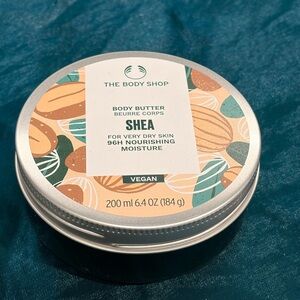 THE BODY SHOP
BODY BUTTER
BEURRE CORPS
SHEA
FOR VERY DRY SKIN
96H NOURISHING
MOISTURE
VEGAN
200 ml 6.4 OZ (184 g)